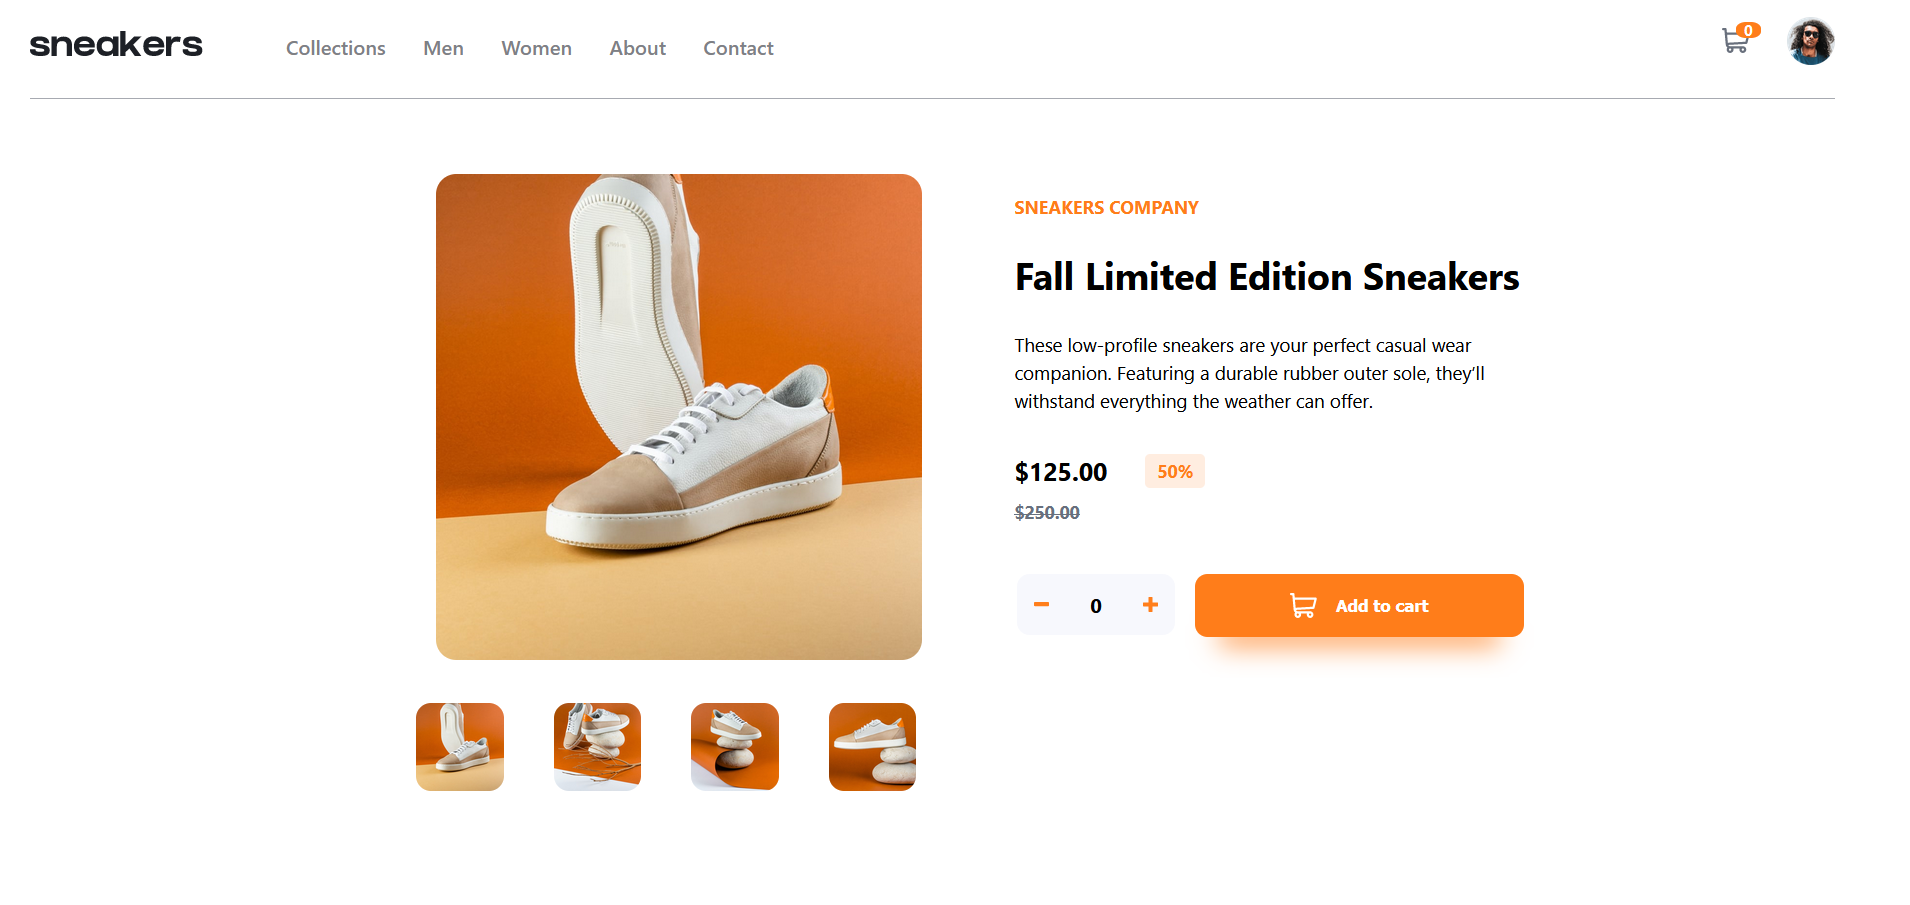 sneakers
Collections Men Women About Contact
0
SNEAKERS COMPANY
Fall Limited Edition Sneakers
These low-profile sneakers are your perfect casual wear
companion. Featuring a durable rubber outer sole, they’ll
withstand everything the weather can offer.
$125.00 50%
$250.00
0
Add to cart